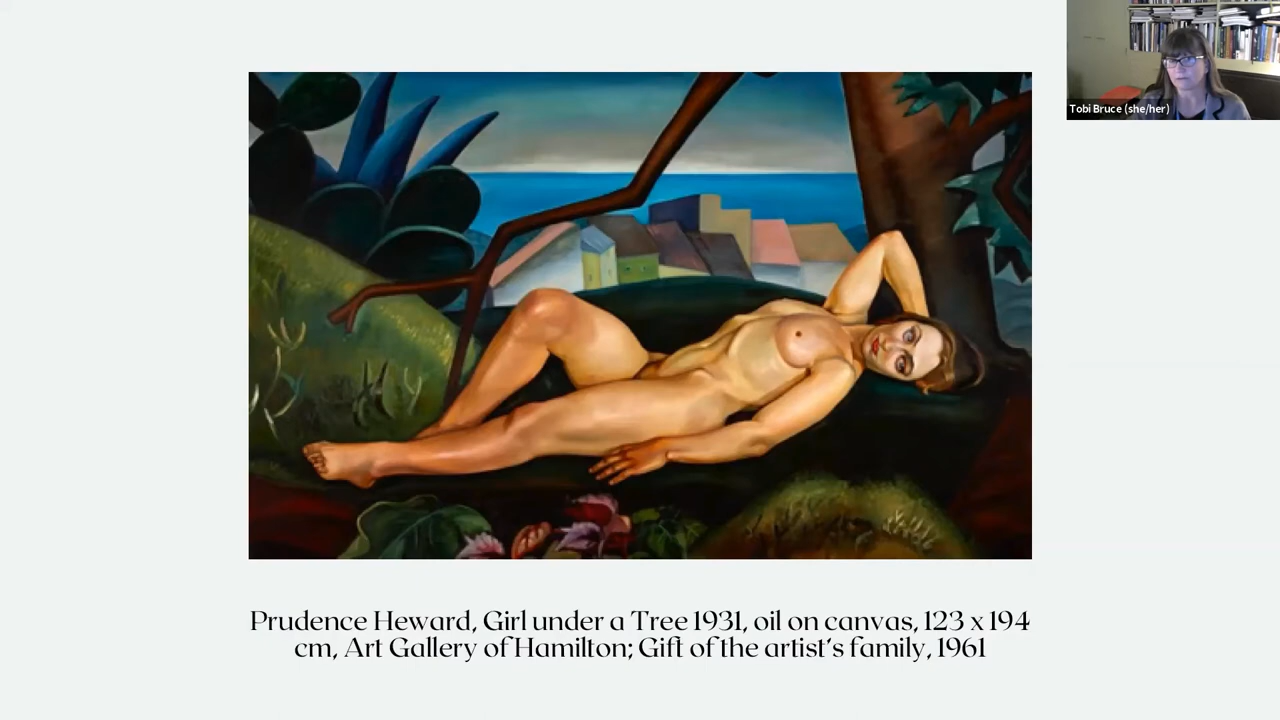 Tobi Bruce (she/her)
Prudence Heward, Girl under a Tree 1931, oil on canvas, 123 x 194
cm, Art Gallery of Hamilton; Gift of the artist's family, 1961